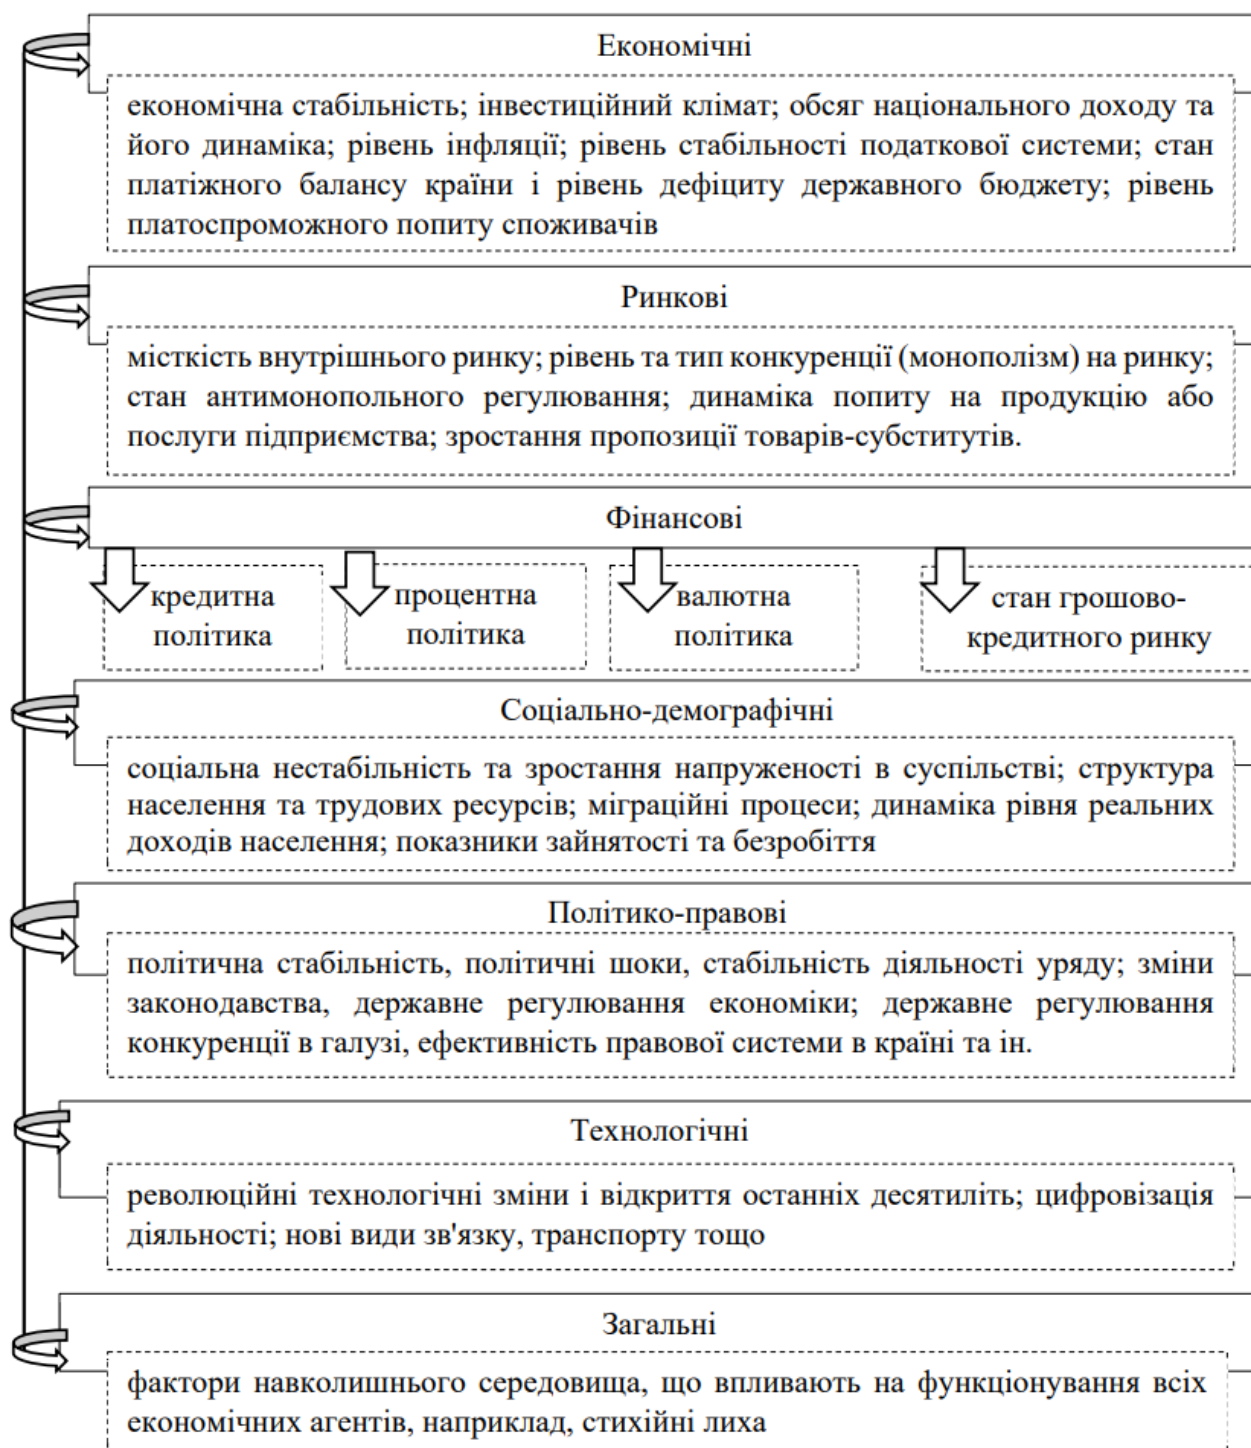 Економічні
економічна стабільність; інвестиційний клімат; обсяг національного доходу та
його динаміка; рівень інфляції; рівень стабільності податкової системи; стан
платіжного балансу країни і рівень дефіциту державного бюджету; рівень
платоспроможного попиту споживачів
Ринкові
місткість внутрішнього ринку; рівень та тип конкуренції (монополізм) на ринку;
стан антимонопольного регулювання; динаміка попиту на продукцію або
послуги підприємства; зростання пропозиції товарів-субститутів.
Фінансові
кредитна
політика
процентна
політика
валютна
політика
стан грошово-
кредитного ринку
Соціально-демографічні
соціальна нестабільність та зростання напруженості в суспільстві; структура
населення та трудових ресурсів; міграційні процеси; динаміка рівня реальних
доходів населення; показники зайнятості та безробіття
Політико-правові
політична стабільність, політичні шоки, стабільність діяльності уряду; зміни
законодавства, державне регулювання економіки; державне регулювання
конкуренції в галузі, ефективність правової системи в країні та ін.
Технологічні
революційні технологічні зміни і відкриття останніх десятиліть; цифровізація
діяльності; нові види зв'язку, транспорту тощо
Загальні
фактори навколишнього середовища, що впливають на функціонування всіх
економічних агентів, наприклад, стихійні лиха